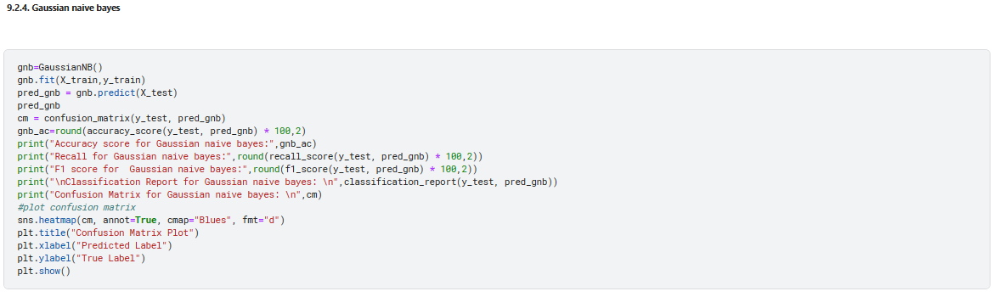 9.2.4. Gaussian naive bayes
gnb=GaussianNB()
gnb.fit(X_train,y_train)
pred_gnb = gnb.predict(X_test)
pred_gnb
cm = confusion_matrix(y_test, pred_gnb)
gnb_ac=round(accuracy_score(y_test, pred_gnb) * 100,2)
print("Accuracy score for Gaussian naive bayes:",gnb_ac)
print("Recall for Gaussian naive bayes:",round(recall_score(y_test, pred_gnb) * 100,2))
print("F1 score for  Gaussian naive bayes:",round(f1_score(y_test, pred_gnb) * 100,2))
print("\nClassification Report for Gaussian naive bayes: \n",classification_report(y_test, pred_gnb))
print("Confusion Matrix for Gaussian naive bayes: \n",cm)
#plot confusion matrix
sns.heatmap(cm, annot=True, cmap="Blues", fmt="d")
plt.title("Confusion Matrix Plot")
plt.xlabel("Predicted Label")
plt.ylabel("True Label")
plt.show()